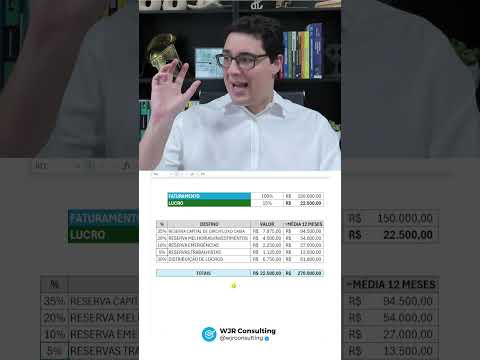 FATURAMENTO 100% R$ 150.000,00
LUCRO 15% R$ 22.500,00
% DESTINO VALOR ~MÉDIA 12 MESES
35% RESERVA CAPITAL DE GIRO/FLUXO CAIXA R$ 7.875,00 R$ 94.500,00
20% RESERVA MELHORIAS/INVESTIMENTOS R$ 4.500,00 R$ 54.000,00
10% RESERVA EMERGÊNCIAS R$ 2.250,00 R$ 27.000,00
5% RESERVAS TRABALHISTAS R$ 1.125,00 R$ 13.500,00
30% DISTRIBUIÇÃO DE LUCROS R$ 6.750,00 R$ 81.000,00
TOTAIS R$ 22.500,00 R$ 270.000,00
FATURAMENTO
LUCRO
150.000,00
22.500,00
%
35% RESERVA CAPIT
20% RESERVA MELH
10% RESERVA EME
5% RESERVAS TRA
~MÉDIA 12 MESES
R$ 94.500,00
R$ 54.000,00
R$ 27.000,00
R$ 13.500,00
W3R Consulting
@w3rconsulting